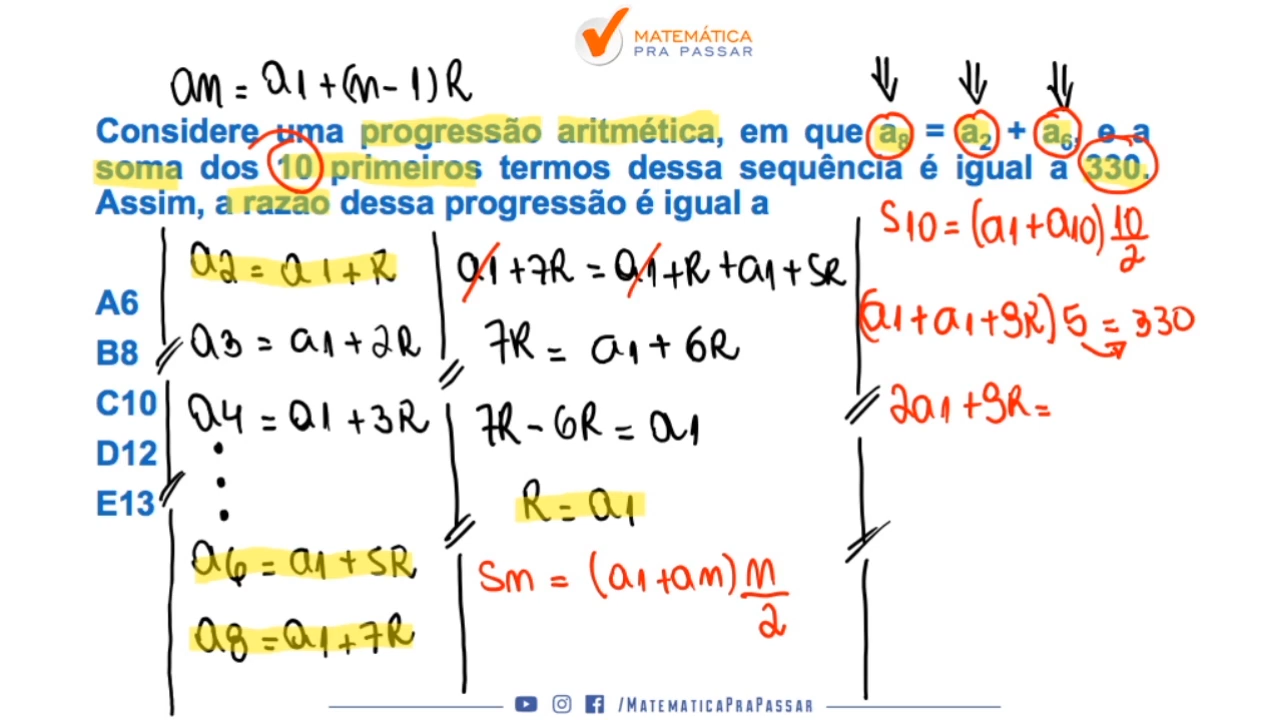 MATEMÁTICA
PRA PASSAR
an = a1 + (n - 1) R
Considere uma progressão aritmética, em que a₈ = a₂ + a₆, e a
soma dos 10 primeiros termos dessa sequência é igual a 330.
Assim, a razão dessa progressão é igual a
A6
B8
C10
D12
E13
a2 = a1 + R
a3 = a1 + 2R
a4 = a1 + 3R
a6 = a1 + 5R
a8 = a1 + 7R
a1 + 7R = a1 + R + a1 + 5R
7R = a1 + 6R
7R - 6R = a1
R = a1
Sn = (a1 + an) n/2
S10 = (a1 + a10) 10/2
(a1 + a1 + 9R) 5 = 330
2a1 + 9R =
/MATEMATICAPRAPASSAR